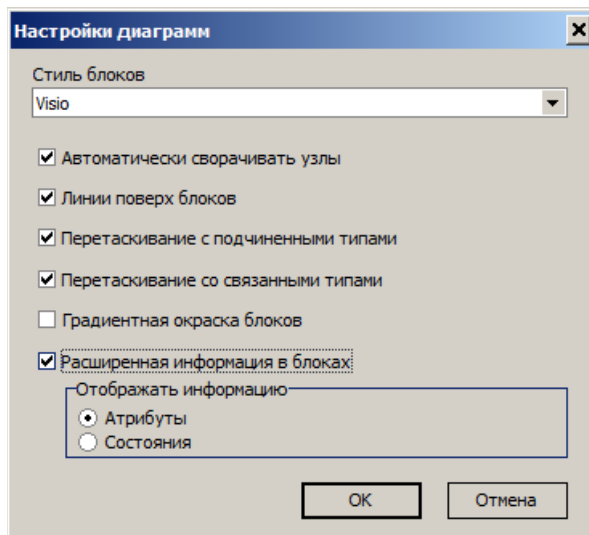 Настройки диаграмм
Стиль блоков
Visio
Автоматически сворачивать узлы
Линии поверх блоков
Перетаскивание с подчиненными типами
Перетаскивание со связанными типами
Градиентная окраска блоков
Расширенная информация в блоках
Отображать информацию
Атрибуты
Состояния
OK Отмена